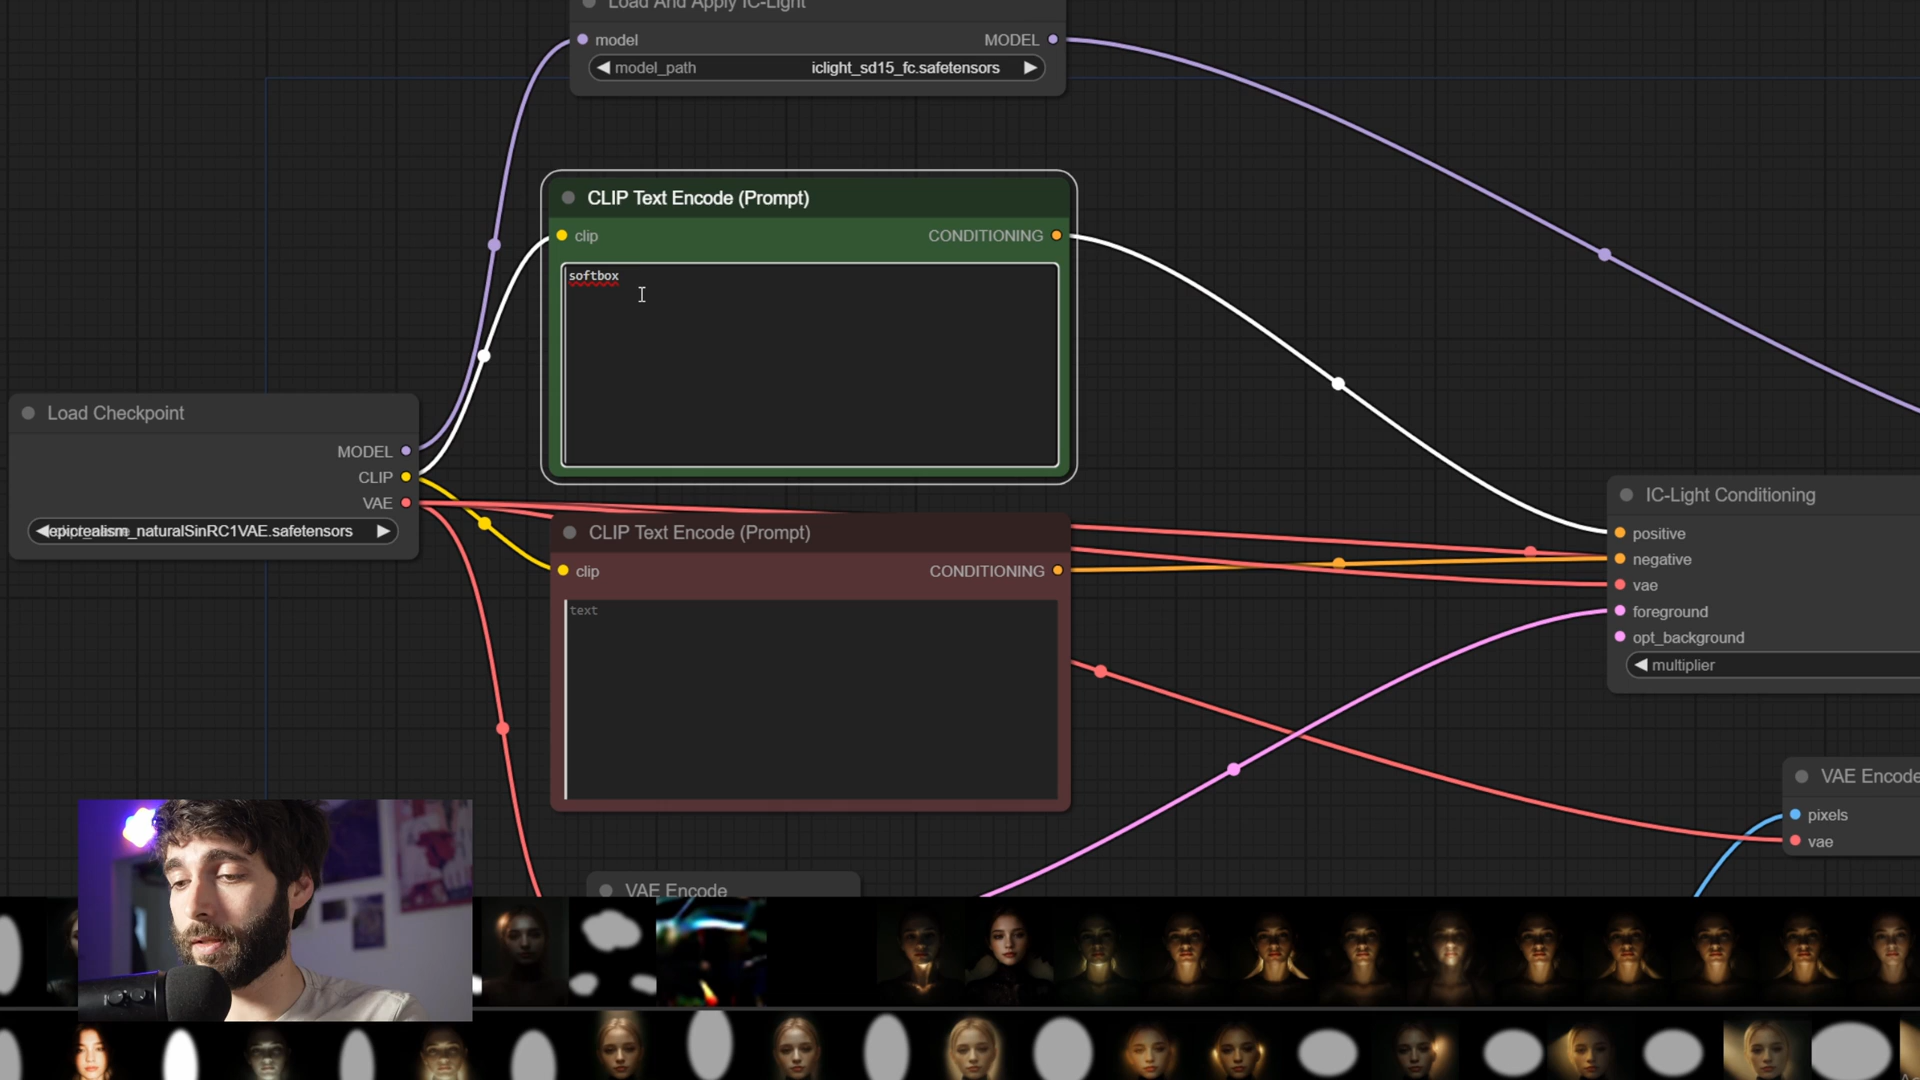 Load And Apply IC-Light
model MODEL
model_path iclight_sd15_fc.safetensors
CLIP Text Encode (Prompt)
clip CONDITIONING
softbox
Load Checkpoint
MODEL
CLIP
VAE
epicrealism_naturalSinRC1VAE.safetensors
CLIP Text Encode (Prompt)
clip CONDITIONING
text
IC-Light Conditioning
positive
negative
vae
foreground
opt_background
multiplier
VAE Encode
pixels
vae
VAE Encode